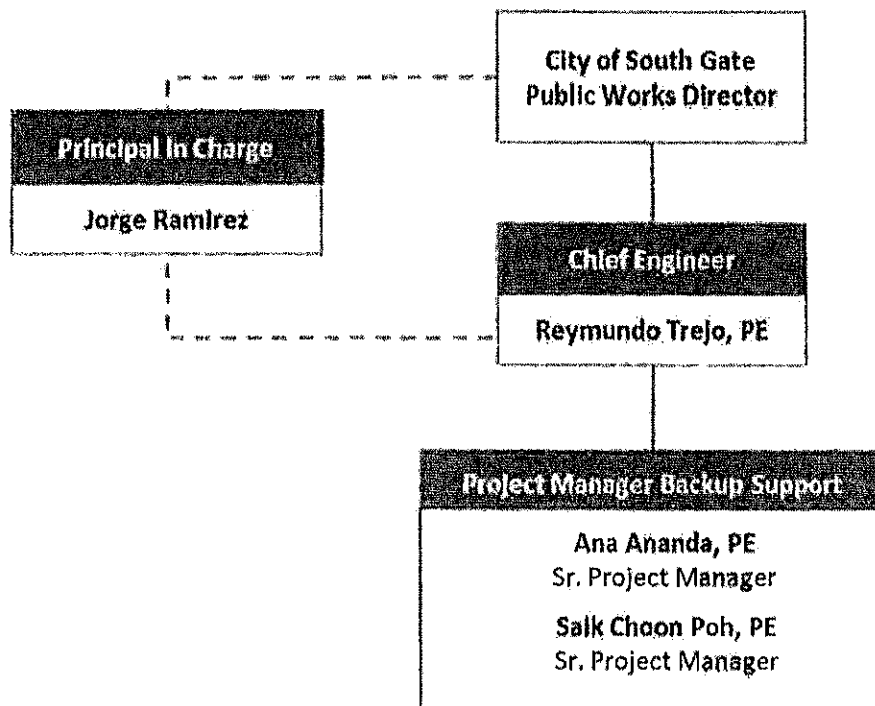 City of South Gate
Public Works Director
Principal In Charge
Jorge Ramirez
Chief Engineer
Reymundo Trejo, PE
Project Manager Backup Support
Ana Ananda, PE
Sr. Project Manager
Saik Choon Poh, PE
Sr. Project Manager